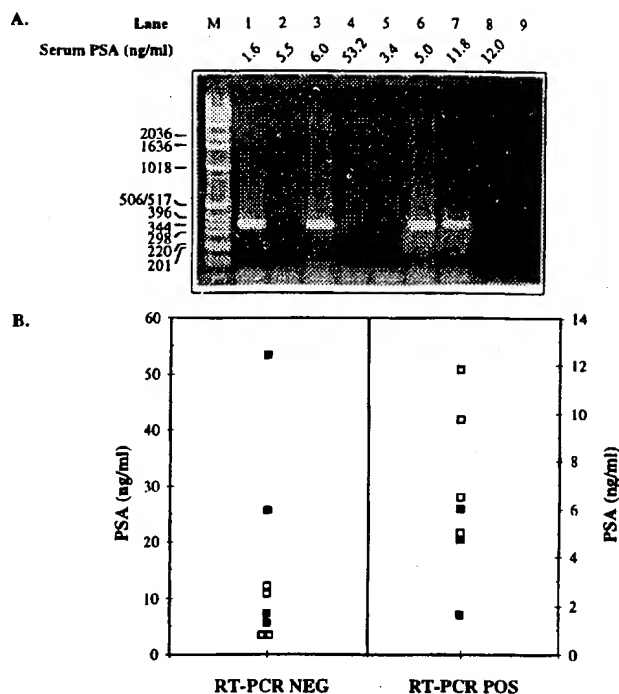 A.
Lane M 1 2 3 4 5 6 7 8 9
Serum PSA (ng/ml) 1.6 5.5 6.0 53.2 3.4 5.0 11.8 12.0
2036
1636
1018
506/517
396
344
298
220
201
B.
60 14
50 12
40 10
30 8
20 6
10 4
0 2
0
PSA (ng/ml)
PSA (ng/ml)
RT-PCR NEG RT-PCR POS